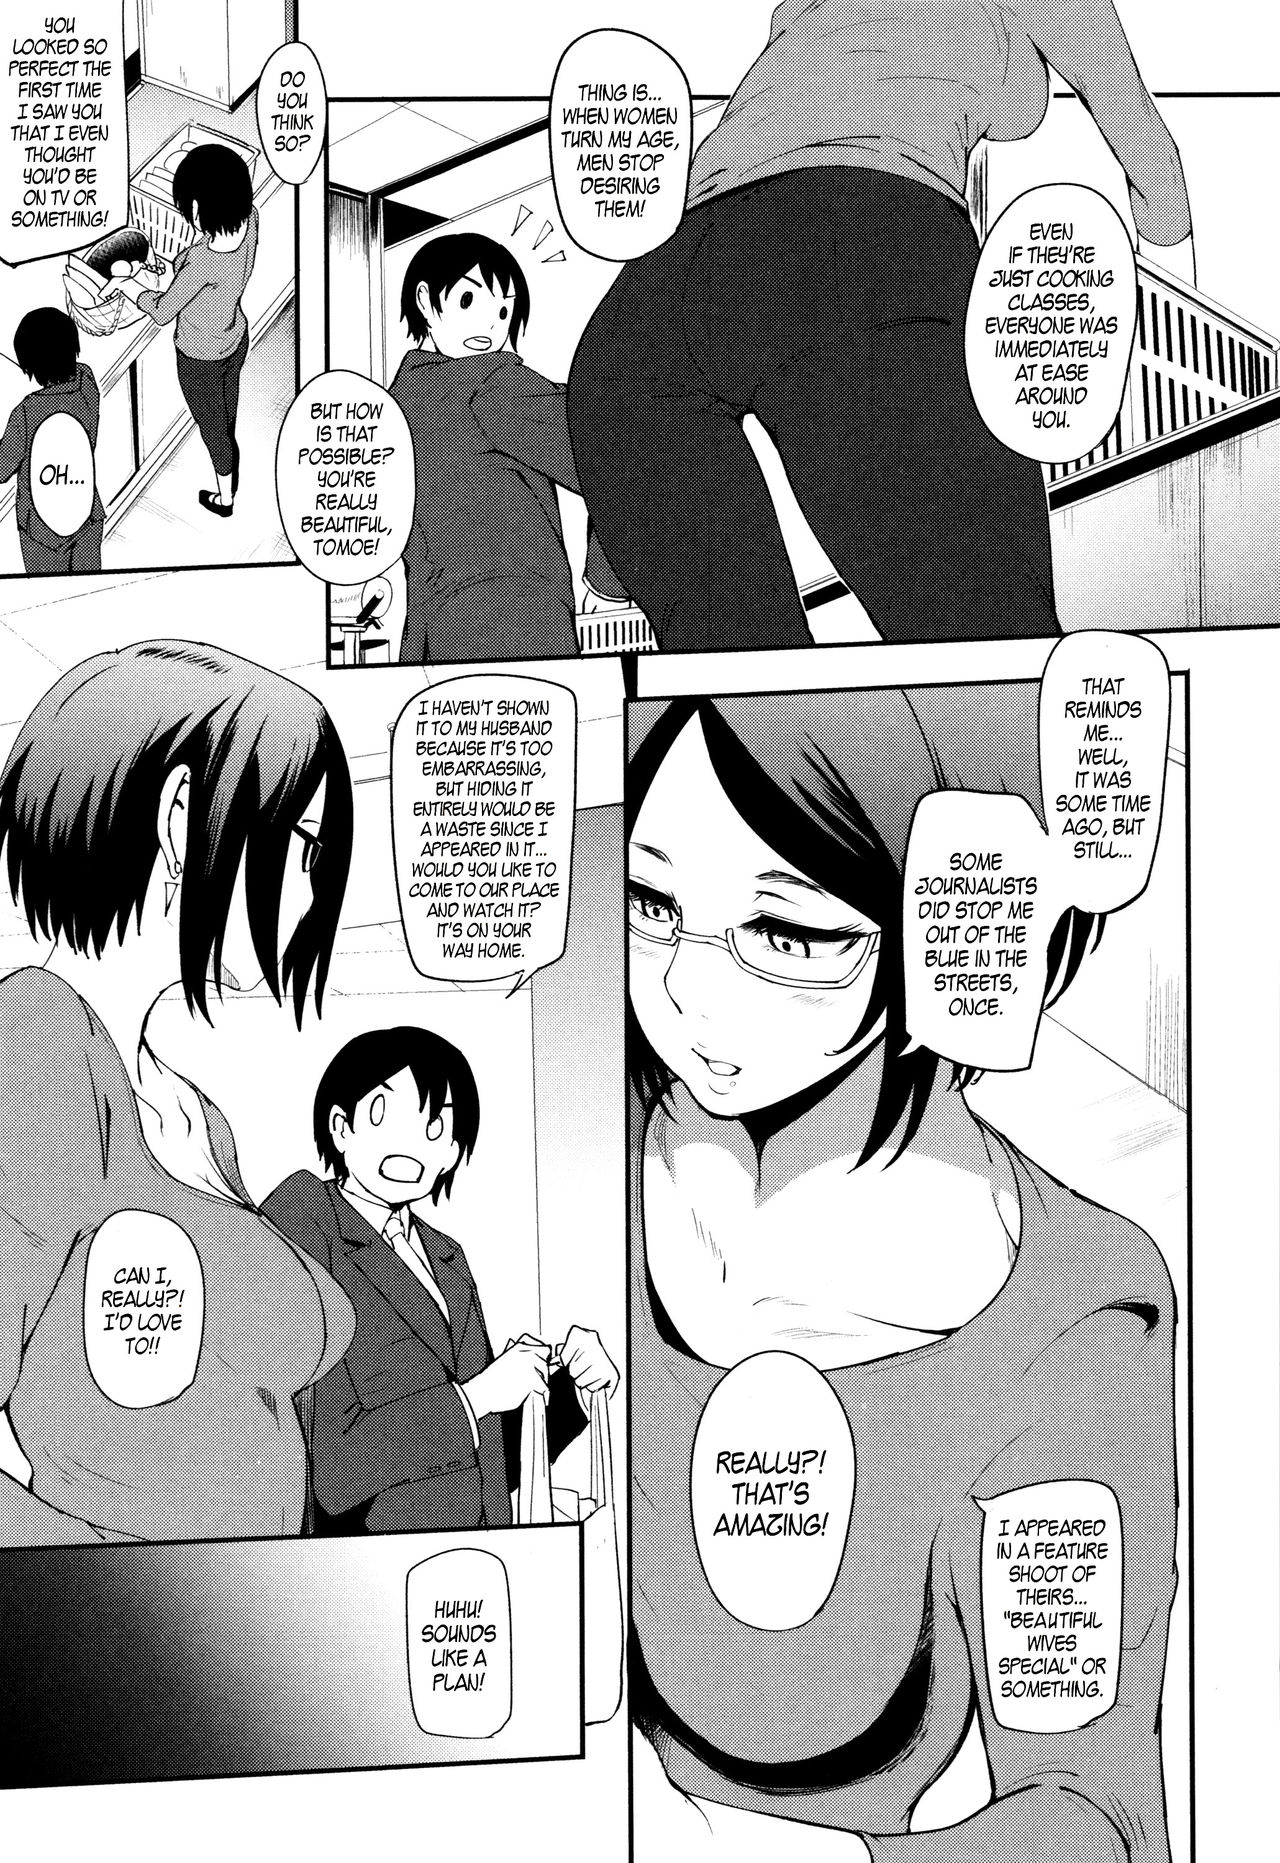 THING IS...
WHEN WOMEN
TURN MY AGE,
MEN STOP
DESIRING
THEM!
EVEN
IF THEY'RE
JUST COOKING
CLASSES,
EVERYONE WAS
IMMEDIATELY
AT EASE
AROUND
YOU.
BUT HOW
IS THAT
POSSIBLE?
YOU'RE
REALLY
BEAUTIFUL,
TOMOE!
DO
YOU
THINK
SO?
YOU
LOOKED SO
PERFECT THE
FIRST TIME
I SAW YOU
THAT I EVEN
THOUGHT
YOU'D BE
ON TV OR
SOMETHING!
OH...
THAT
REMINDS
ME...
WELL,
IT WAS
SOME TIME
AGO, BUT
STILL...
SOME
JOURNALISTS
DID STOP ME
OUT OF THE
BLUE IN THE
STREETS,
ONCE.
REALLY?!
THAT'S
AMAZING!
I APPEARED
IN A FEATURE
SHOOT OF
THEIRS...
"BEAUTIFUL
WIVES
SPECIAL" OR
SOMETHING.
I HAVEN'T SHOWN
IT TO MY HUSBAND
BECAUSE IT'S TOO
EMBARRASSING,
BUT HIDING IT
ENTIRELY WOULD BE
A WASTE SINCE I
APPEARED IN IT...
WOULD YOU LIKE TO
COME TO OUR PLACE
AND WATCH IT?
IT'S ON YOUR
WAY HOME.
CAN I,
REALLY?!
I'D LOVE
TO!!
HUHU!
SOUNDS
LIKE A
PLAN!